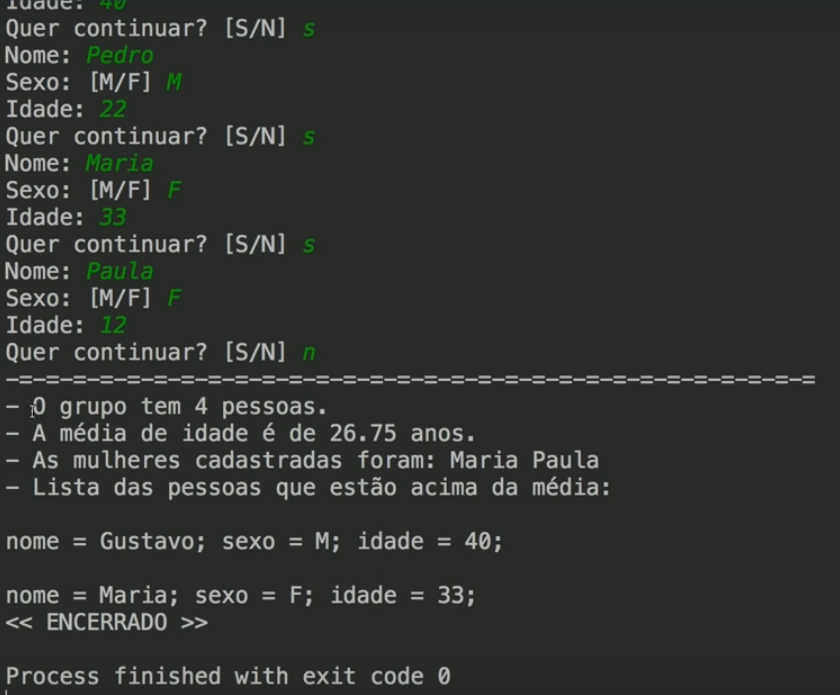 Idade: 40
Quer continuar? [S/N] s
Nome: Pedro
Sexo: [M/F] M
Idade: 22
Quer continuar? [S/N] s
Nome: Maria
Sexo: [M/F] F
Idade: 33
Quer continuar? [S/N] s
Nome: Paula
Sexo: [M/F] F
Idade: 12
Quer continuar? [S/N] n
-=-=-=-=-=-=-=-=-=-=-=-=-=-=-=-=-=-=-=-=-=-=-=-=-=-=-=-=-=-=
- O grupo tem 4 pessoas.
- A média de idade é de 26.75 anos.
- As mulheres cadastradas foram: Maria Paula
- Lista das pessoas que estão acima da média:
nome = Gustavo; sexo = M; idade = 40;
nome = Maria; sexo = F; idade = 33;
<< ENCERRADO >>
Process finished with exit code 0